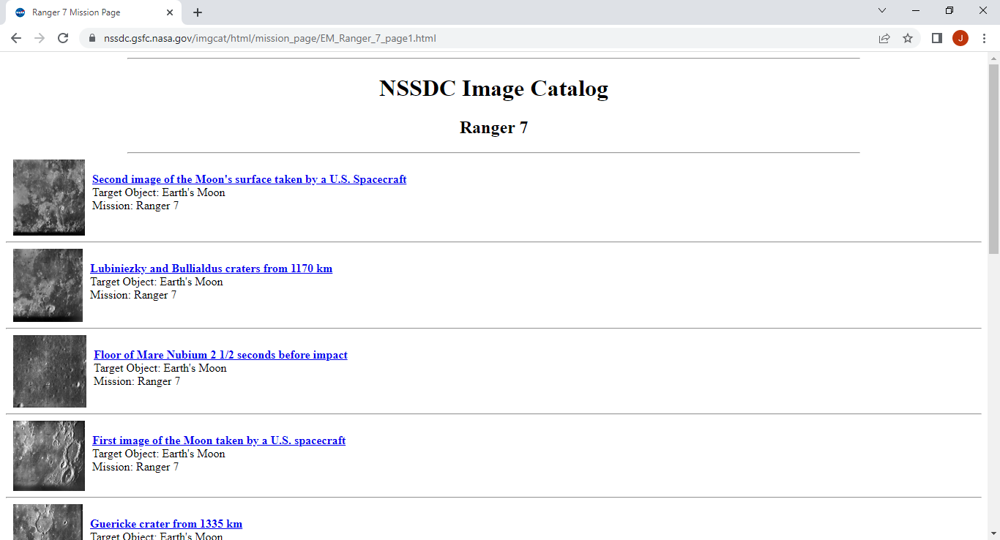 Ranger 7 Mission Page
nssdc.gsfc.nasa.gov/imgcat/html/mission_page/EM_Ranger_7_page1.html
J
NSSDC Image Catalog
Ranger 7
Second image of the Moon's surface taken by a U.S. Spacecraft
Target Object: Earth's Moon
Mission: Ranger 7
Lubiniezky and Bullialdus craters from 1170 km
Target Object: Earth's Moon
Mission: Ranger 7
Floor of Mare Nubium 2 1/2 seconds before impact
Target Object: Earth's Moon
Mission: Ranger 7
First image of the Moon taken by a U.S. spacecraft
Target Object: Earth's Moon
Mission: Ranger 7
Guericke crater from 1335 km
Target Object: Earth's Moon